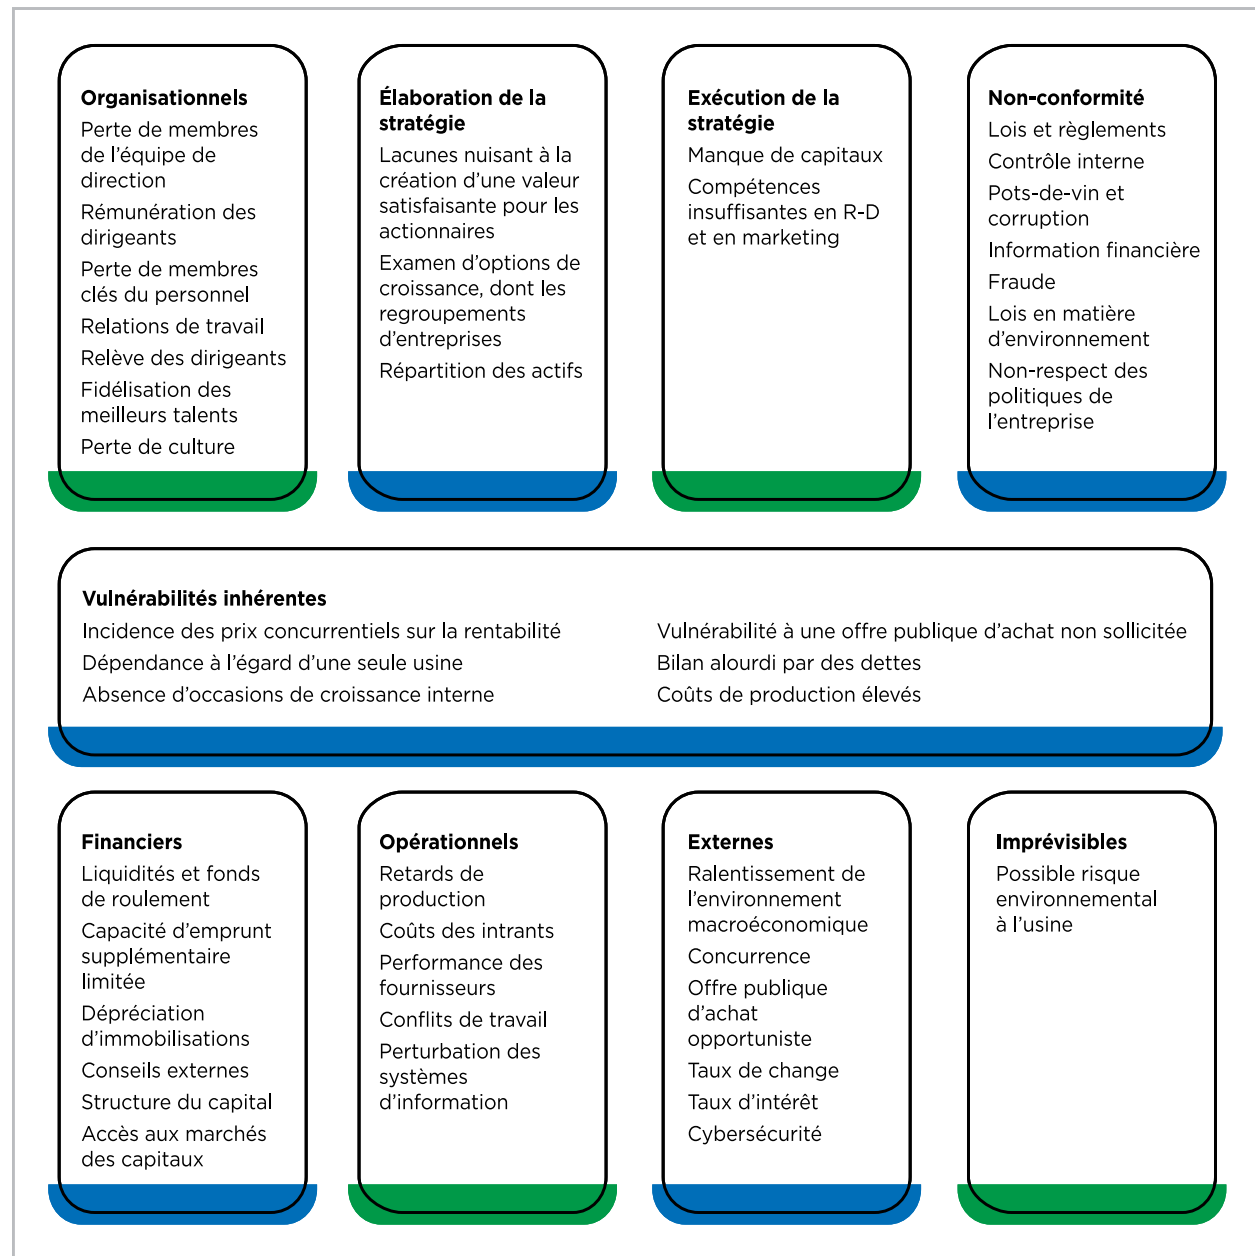 Organisationnels
Perte de membres
de l’équipe de
direction
Rémunération des
dirigeants
Perte de membres
clés du personnel
Relations de travail
Relève des dirigeants
Fidélisation des
meilleurs talents
Perte de culture
Élaboration de la
stratégie
Lacunes nuisant à la
création d’une valeur
satisfaisante pour les
actionnaires
Examen d’options de
croissance, dont les
regroupements
d’entreprises
Répartition des actifs
Exécution de la
stratégie
Manque de capitaux
Compétences
insuffisantes en R-D
et en marketing
Non-conformité
Lois et règlements
Contrôle interne
Pots-de-vin et
corruption
Information financière
Fraude
Lois en matière
d’environnement
Non-respect des
politiques de
l’entreprise
Vulnérabilités inhérentes
Incidence des prix concurrentiels sur la rentabilité
Dépendance à l’égard d’une seule usine
Absence d’occasions de croissance interne
Vulnérabilité à une offre publique d’achat non sollicitée
Bilan alourdi par des dettes
Coûts de production élevés
Financiers
Liquidités et fonds
de roulement
Capacité d’emprunt
supplémentaire
limitée
Dépréciation
d’immobilisations
Conseils externes
Structure du capital
Accès aux marchés
des capitaux
Opérationnels
Retards de
production
Coûts des intrants
Performance des
fournisseurs
Conflits de travail
Perturbation des
systèmes
d’information
Externes
Ralentissement de
l’environnement
macroéconomique
Concurrence
Offre publique
d’achat
opportuniste
Taux de change
Taux d’intérêt
Cybersécurité
Imprévisibles
Possible risque
environnemental
à l’usine